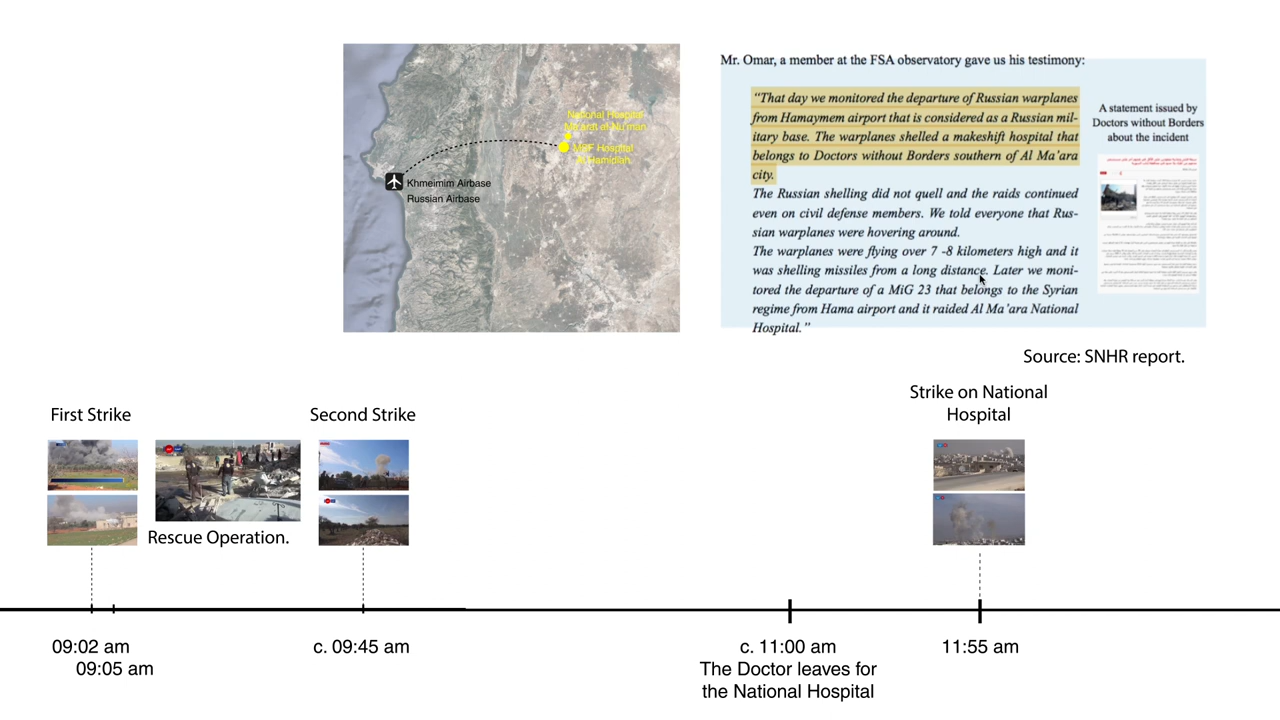 National Hospital
Ma'arat al-Nu'man
MSF Hospital
al-Hamidiah
Khmeimim Airbase
Russian Airbase
Mr. Omar, a member at the FSA observatory gave us his testimony:
“That day we monitored the departure of Russian warplanes
from Hamaymem airport that is considered as a Russian mil-
itary base. The warplanes shelled a makeshift hospital that
belongs to Doctors without Borders southern of Al Ma’ara
city.
The Russian shelling did not quell and the raids continued
even on civil defense members. We told everyone that Rus-
sian warplanes were hovering around.
The warplanes were flying over 7 -8 kilometers high and it
was shelling missiles from a long distance. Later we moni-
tored the departure of a MiG 23 that belongs to the Syrian
regime from Hama airport and it raided Al Ma’ara National
Hospital.”
A statement issued by
Doctors without Borders
about the incident
Source: SNHR report.
First Strike
Second Strike
Strike on National
Hospital
Rescue Operation.
09:02 am
09:05 am
c. 09:45 am
c. 11:00 am
The Doctor leaves for
the National Hospital
11:55 am